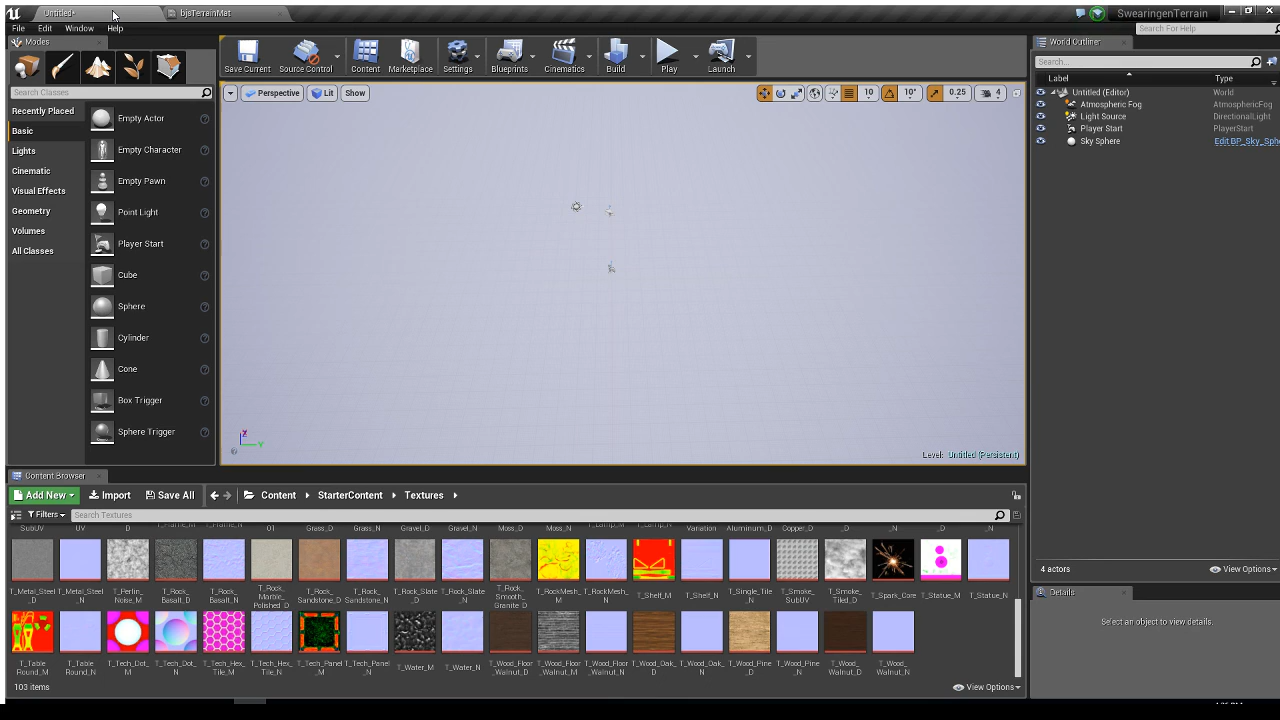 Untitled*
bjsTerrainMat
SwearingenTerrain
File Edit Window Help
Search For Help
Modes
Save Current
Source Control
Content
Marketplace
Settings
Blueprints
Cinematics
Build
Play
Launch
World Outliner
Search...
Label Type
Untitled (Editor) World
Atmospheric Fog AtmosphericFog
Light Source DirectionalLight
Player Start PlayerStart
Sky Sphere Edit BP_Sky_Sph
4 actors
View Options
Details
Select an object to view details.
Search Classes
Recently Placed
Basic
Lights
Cinematic
Visual Effects
Geometry
Volumes
All Classes
Empty Actor
Empty Character
Empty Pawn
Point Light
Player Start
Cube
Sphere
Cylinder
Cone
Box Trigger
Sphere Trigger
Perspective
Lit
Show
10
10°
0.25
4
Z
Y
Level: Untitled (Persistent)
Content Browser
Add New
Import
Save All
Content
StarterContent
Textures
Filters
Search Textures
SubUV
UV
_D
01
Grass_D
Grass_N
Gravel_D
Gravel_N
Moss_D
Moss_N
Variation
Aluminum_D
Copper_D
_D
_N
_D
_N
T_Metal_Steel _D
T_Metal_Steel _N
T_Perlin_ Noise_M
T_Rock_ Basalt_D
T_Rock_ Basalt_N
T_Rock_ Marble_ Polished_D
T_Rock_ Sandstone_D
T_Rock_ Sandstone_N
T_Rock_Slate _D
T_Rock_Slate _N
T_Rock_ Smooth_ Granite_D
T_RockMesh_ M
T_RockMesh_ N
T_Shelf_M
T_Shelf_N
T_Single_Tile _N
T_Smoke_ SubUV
T_Smoke_ Tiled_D
T_Spark_Core
T_Statue_M
T_Statue_N
T_Table Round_M
T_Table Round_N
T_Tech_Dot_ M
T_Tech_Dot_ N
T_Tech_Hex_ Tile_M
T_Tech_Hex_ Tile_N
T_Tech_Panel _M
T_Tech_Panel _N
T_Water_M
T_Water_N
T_Wood_Floor _Walnut_D
T_Wood_Floor _Walnut_M
T_Wood_Floor _Walnut_N
T_Wood_Oak_ D
T_Wood_Oak_ N
T_Wood_Pine _D
T_Wood_Pine _N
T_Wood_ Walnut_D
T_Wood_ Walnut_N
103 items
View Options